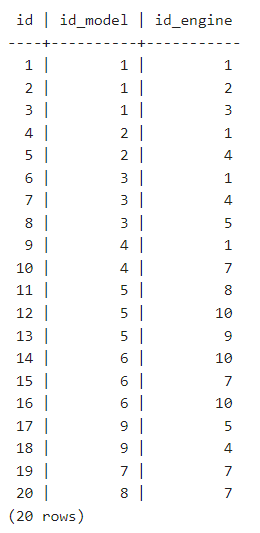 id | id_model | id_engine
----+----------+-----------
  1 |        1 |         1
  2 |        1 |         2
  3 |        1 |         3
  4 |        2 |         1
  5 |        2 |         4
  6 |        3 |         1
  7 |        3 |         4
  8 |        3 |         5
  9 |        4 |         1
 10 |        4 |         7
 11 |        5 |         8
 12 |        5 |        10
 13 |        5 |         9
 14 |        6 |        10
 15 |        6 |         7
 16 |        6 |        10
 17 |        9 |         5
 18 |        9 |         4
 19 |        7 |         7
 20 |        8 |         7
(20 rows)